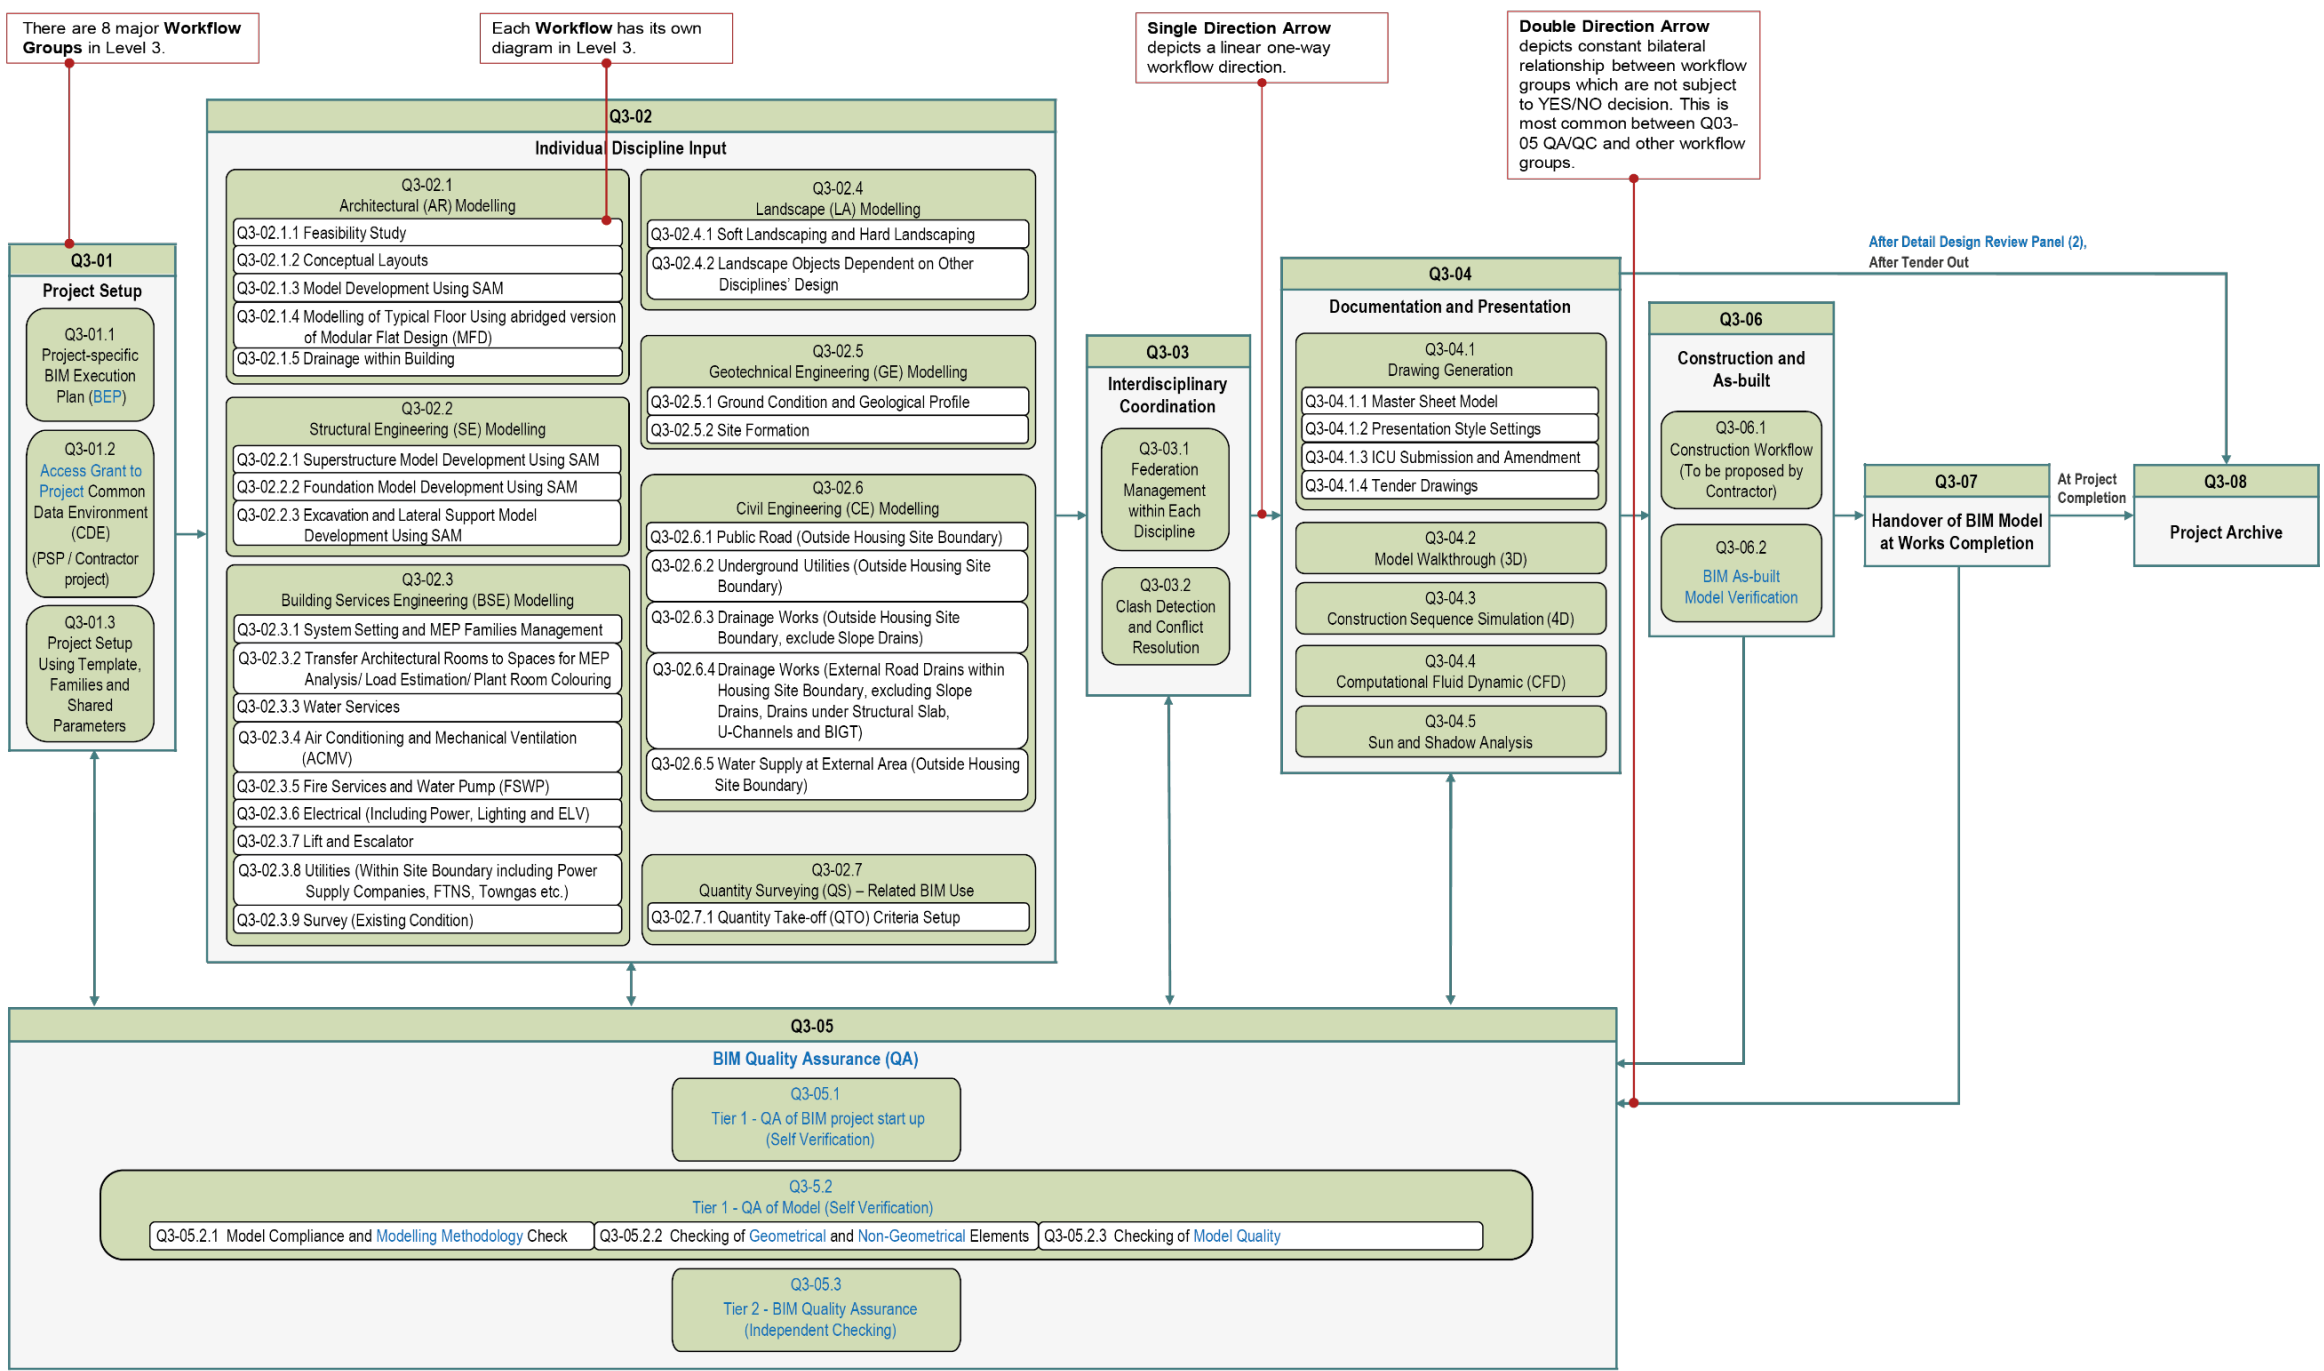 There are 8 major Workflow
Groups in Level 3.
Each Workflow has its own
diagram in Level 3.
Single Direction Arrow
depicts a linear one-way
workflow direction.
Double Direction Arrow
depicts constant bilateral
relationship between workflow
groups which are not subject
to YES/NO decision. This is
most common between Q03-
05 QA/QC and other workflow
groups.
Q3-01
Project Setup
Q3-01.1
Project-specific
BIM Execution
Plan (BEP)
Q3-01.2
Access Grant to
Project Common
Data Environment
(CDE)
(PSP / Contractor
project)
Q3-01.3
Project Setup
Using Template,
Families and
Shared
Parameters
Q3-02
Individual Discipline Input
Q3-02.1
Architectural (AR) Modelling
Q3-02.1.1 Feasibility Study
Q3-02.1.2 Conceptual Layouts
Q3-02.1.3 Model Development Using SAM
Q3-02.1.4 Modelling of Typical Floor Using abridged version
of Modular Flat Design (MFD)
Q3-02.1.5 Drainage within Building
Q3-02.2
Structural Engineering (SE) Modelling
Q3-02.2.1 Superstructure Model Development Using SAM
Q3-02.2.2 Foundation Model Development Using SAM
Q3-02.2.3 Excavation and Lateral Support Model
Development Using SAM
Q3-02.3
Building Services Engineering (BSE) Modelling
Q3-02.3.1 System Setting and MEP Families Management
Q3-02.3.2 Transfer Architectural Rooms to Spaces for MEP
Analysis/ Load Estimation/ Plant Room Colouring
Q3-02.3.3 Water Services
Q3-02.3.4 Air Conditioning and Mechanical Ventilation
(ACMV)
Q3-02.3.5 Fire Services and Water Pump (FSWP)
Q3-02.3.6 Electrical (Including Power, Lighting and ELV)
Q3-02.3.7 Lift and Escalator
Q3-02.3.8 Utilities (Within Site Boundary including Power
Supply Companies, FTNS, Towngas etc.)
Q3-02.3.9 Survey (Existing Condition)
Q3-02.4
Landscape (LA) Modelling
Q3-02.4.1 Soft Landscaping and Hard Landscaping
Q3-02.4.2 Landscape Objects Dependent on Other
Disciplines' Design
Q3-02.5
Geotechnical Engineering (GE) Modelling
Q3-02.5.1 Ground Condition and Geological Profile
Q3-02.5.2 Site Formation
Q3-02.6
Civil Engineering (CE) Modelling
Q3-02.6.1 Public Road (Outside Housing Site Boundary)
Q3-02.6.2 Underground Utilities (Outside Housing Site
Boundary)
Q3-02.6.3 Drainage Works (Outside Housing Site
Boundary, exclude Slope Drains)
Q3-02.6.4 Drainage Works (External Road Drains within
Housing Site Boundary, excluding Slope
Drains, Drains under Structural Slab,
U-Channels and BIGT)
Q3-02.6.5 Water Supply at External Area (Outside Housing
Site Boundary)
Q3-02.7
Quantity Surveying (QS) – Related BIM Use
Q3-02.7.1 Quantity Take-off (QTO) Criteria Setup
Q3-03
Interdisciplinary
Coordination
Q3-03.1
Federation
Management
within Each
Discipline
Q3-03.2
Clash Detection
and Conflict
Resolution
Q3-04
Documentation and Presentation
Q3-04.1
Drawing Generation
Q3-04.1.1 Master Sheet Model
Q3-04.1.2 Presentation Style Settings
Q3-04.1.3 ICU Submission and Amendment
Q3-04.1.4 Tender Drawings
Q3-04.2
Model Walkthrough (3D)
Q3-04.3
Construction Sequence Simulation (4D)
Q3-04.4
Computational Fluid Dynamic (CFD)
Q3-04.5
Sun and Shadow Analysis
After Detail Design Review Panel (2),
After Tender Out
Q3-06
Construction and
As-built
Q3-06.1
Construction Workflow
(To be proposed by
Contractor)
Q3-06.2
BIM As-built
Model Verification
Q3-07
Handover of BIM Model
at Works Completion
At Project
Completion
Q3-08
Project Archive
Q3-05
BIM Quality Assurance (QA)
Q3-05.1
Tier 1 - QA of BIM project start up
(Self Verification)
Q3-5.2
Tier 1 - QA of Model (Self Verification)
Q3-05.2.1 Model Compliance and Modelling Methodology Check
Q3-05.2.2 Checking of Geometrical and Non-Geometrical Elements
Q3-05.2.3 Checking of Model Quality
Q3-05.3
Tier 2 - BIM Quality Assurance
(Independent Checking)